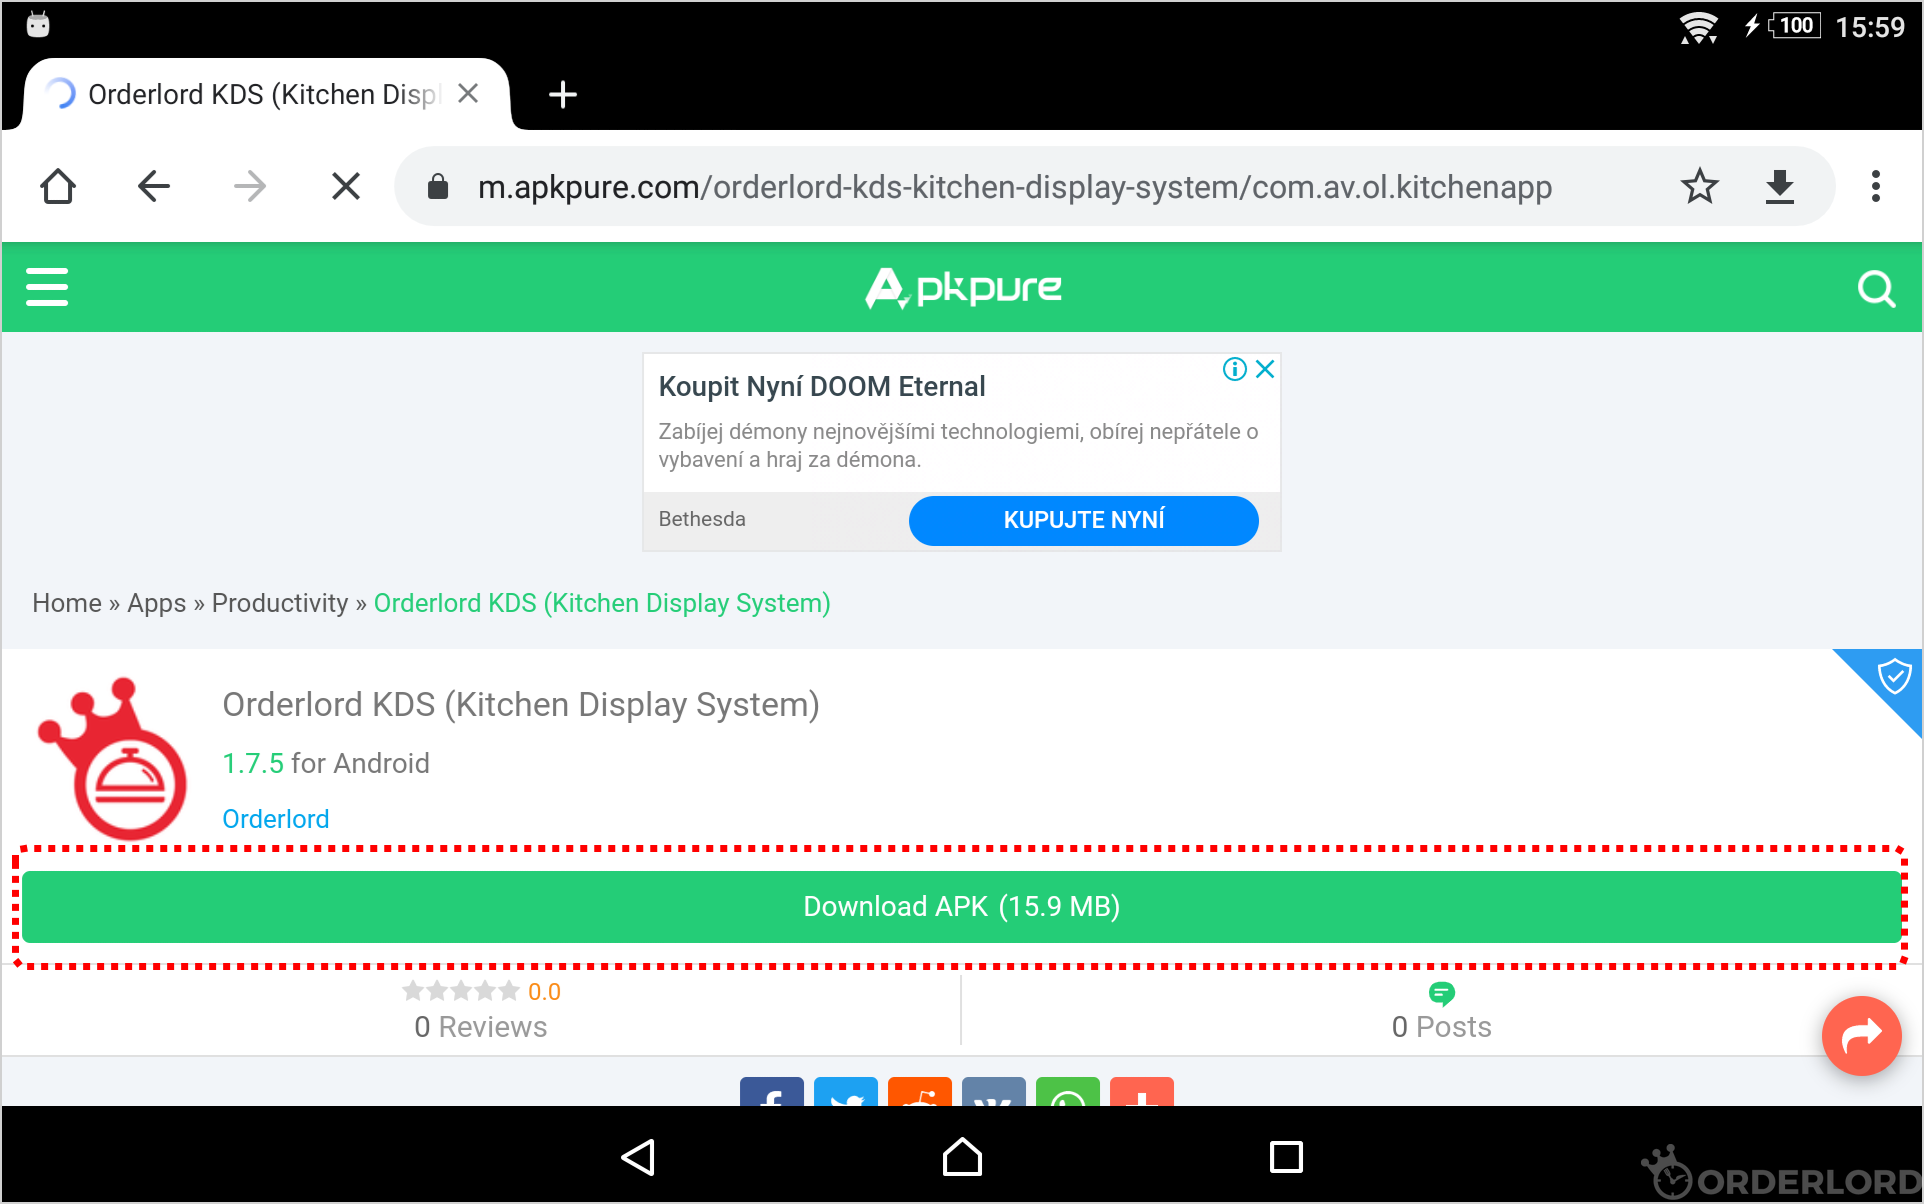 100 15:59
Orderlord KDS (Kitchen Displ
m.apkpure.com/orderlord-kds-kitchen-display-system/com.av.ol.kitchenapp
Apkpure
Koupit Nyní DOOM Eternal
Zabíjej démony nejnovějšími technologiemi, obírej nepřátele o
vybavení a hraj za démona.
Bethesda
KUPUJTE NYNÍ
Home » Apps » Productivity » Orderlord KDS (Kitchen Display System)
Orderlord KDS (Kitchen Display System)
1.7.5 for Android
Orderlord
Download APK (15.9 MB)
0.0
0 Reviews
0 Posts
ORDERLORD